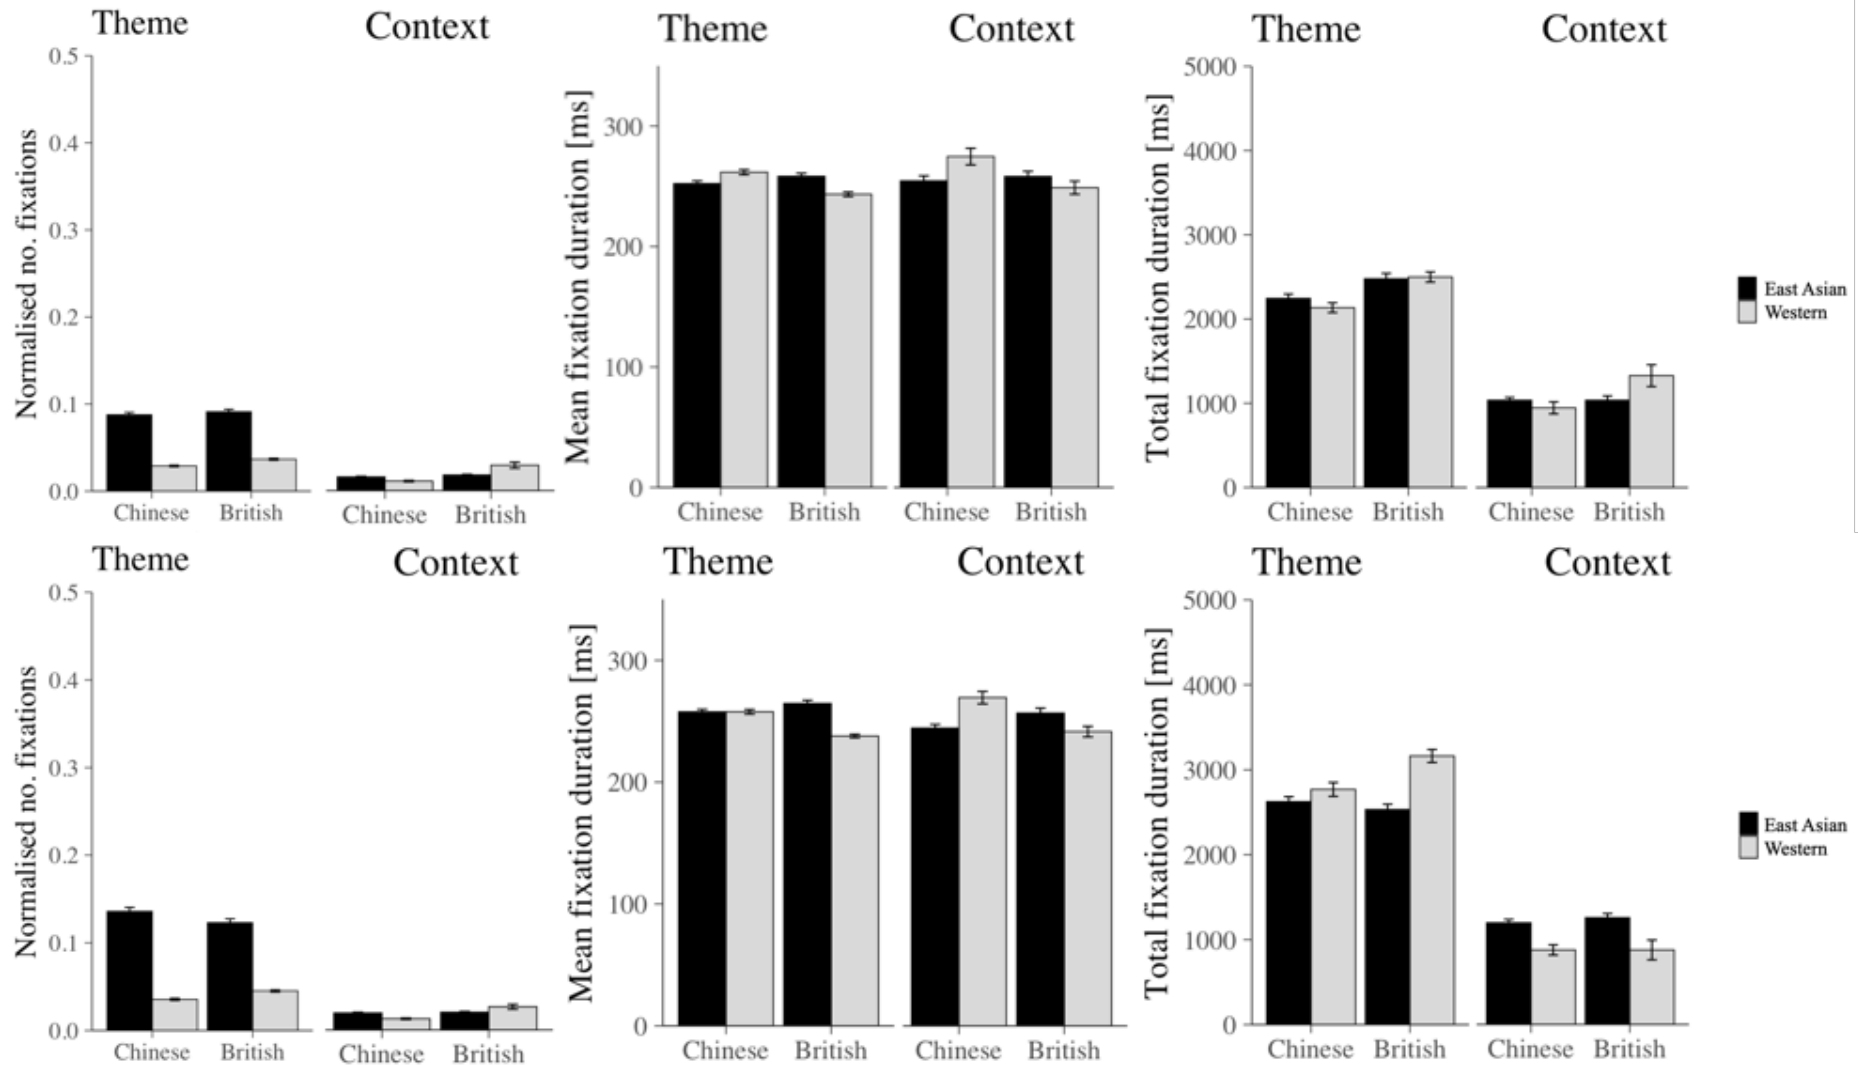 Theme Context
Normalised no. fixations
0.5
0.4
0.3
0.2
0.1
0.0
Chinese British Chinese British
Theme Context
Mean fixation duration [ms]
300
200
100
0
Chinese British Chinese British
Theme Context
Total fixation duration [ms]
5000
4000
3000
2000
1000
0
Chinese British Chinese British
East Asian
Western
Theme Context
Normalised no. fixations
0.5
0.4
0.3
0.2
0.1
0.0
Chinese British Chinese British
Theme Context
Mean fixation duration [ms]
300
200
100
0
Chinese British Chinese British
Theme Context
Total fixation duration [ms]
5000
4000
3000
2000
1000
0
Chinese British Chinese British
East Asian
Western